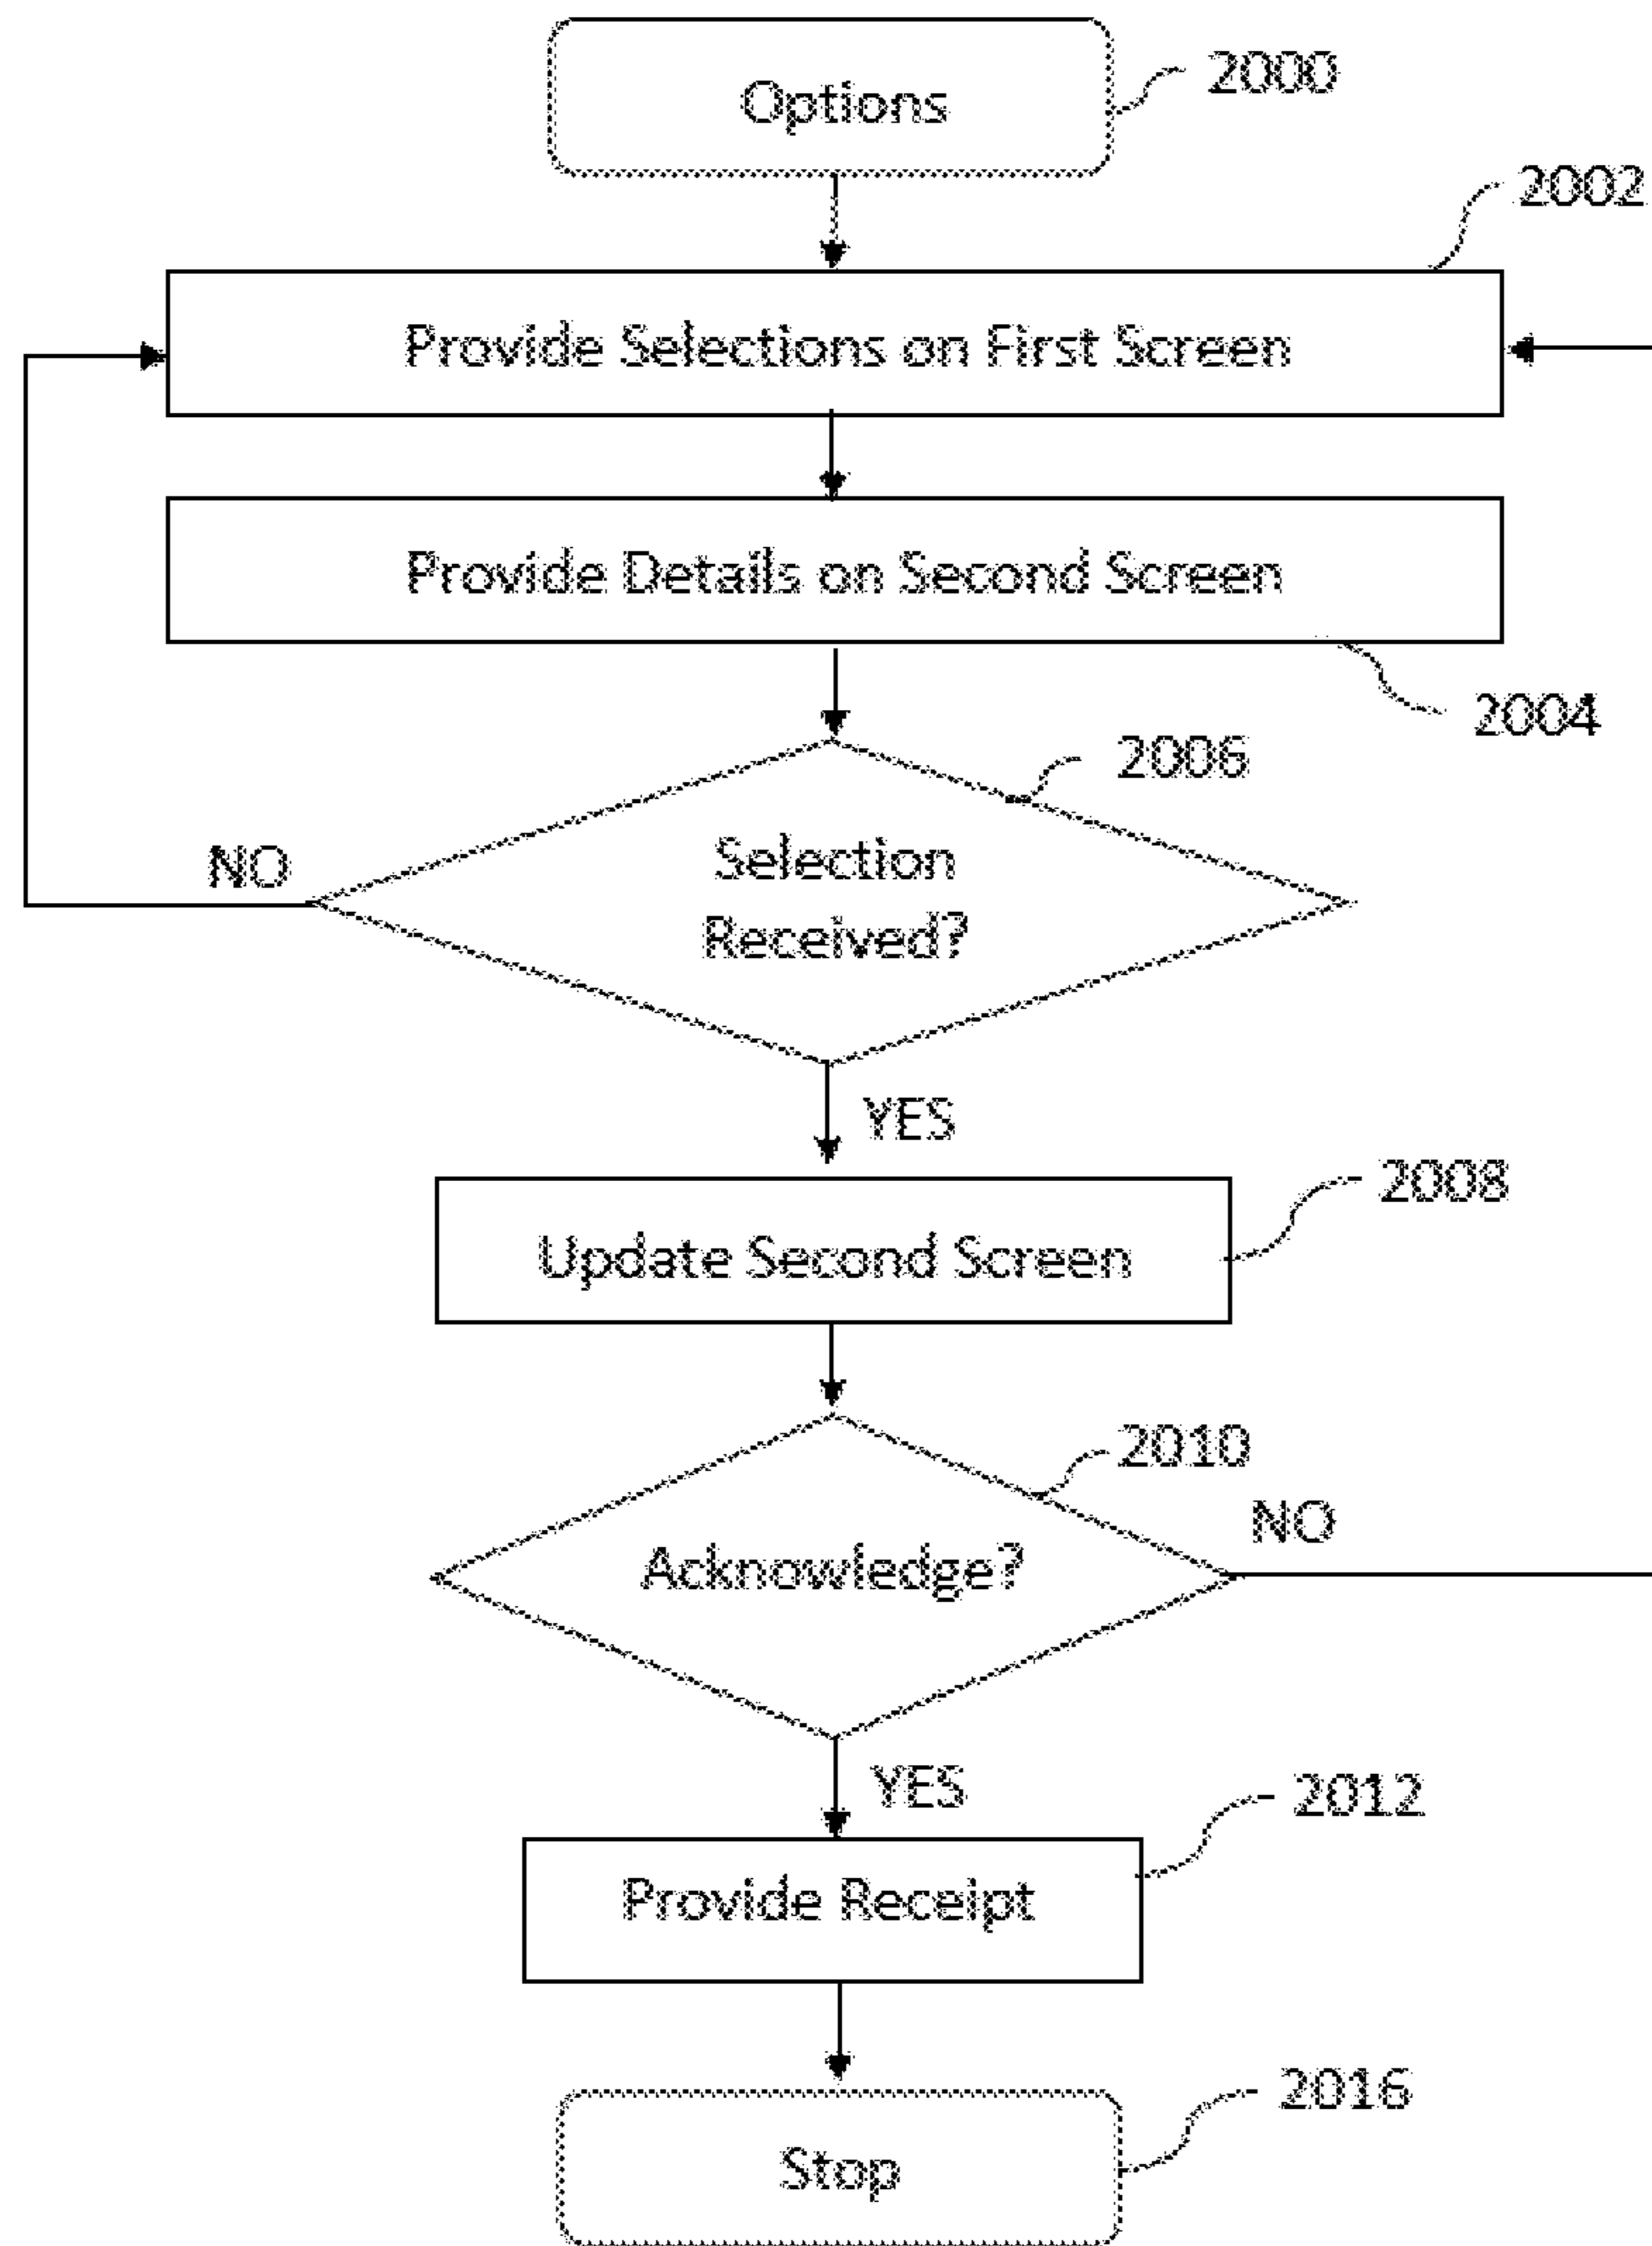 Options
2000
2002
Provide Selections on First Screen
Provide Details on Second Screen
2004
2006
Selection
Received?
NO
YES
2008
Update Second Screen
2010
Acknowledge?
NO
YES
2012
Provide Receipt
2016
Stop